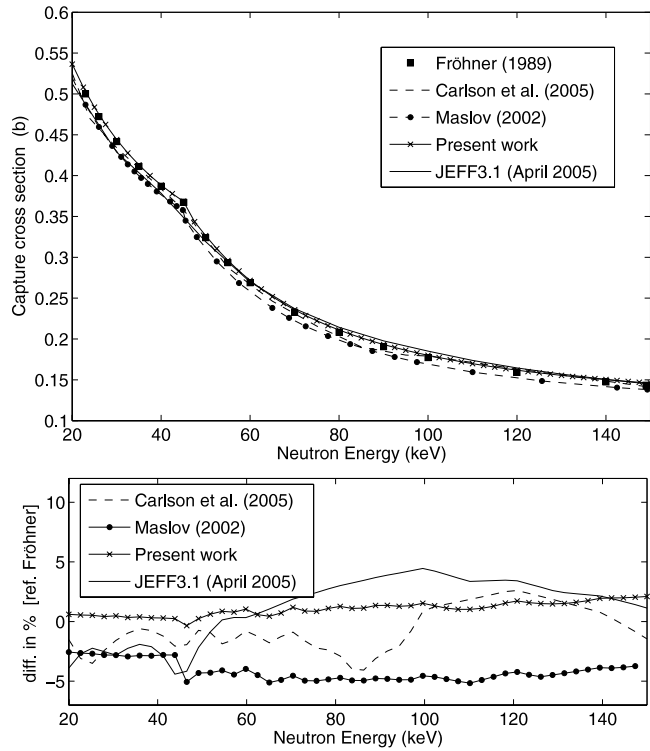 0.6
0.55
0.5
0.45
0.4
0.35
0.3
0.25
0.2
0.15
0.1
Capture cross section (b)
Fröhner (1989)
Carlson et al. (2005)
Maslov (2002)
Present work
JEFF3.1 (April 2005)
20 40 60 80 100 120 140
Neutron Energy (keV)
10
5
0
−5
diff. in % [ref. Fröhner]
Carlson et al. (2005)
Maslov (2002)
Present work
JEFF3.1 (April 2005)
20 40 60 80 100 120 140
Neutron Energy (keV)